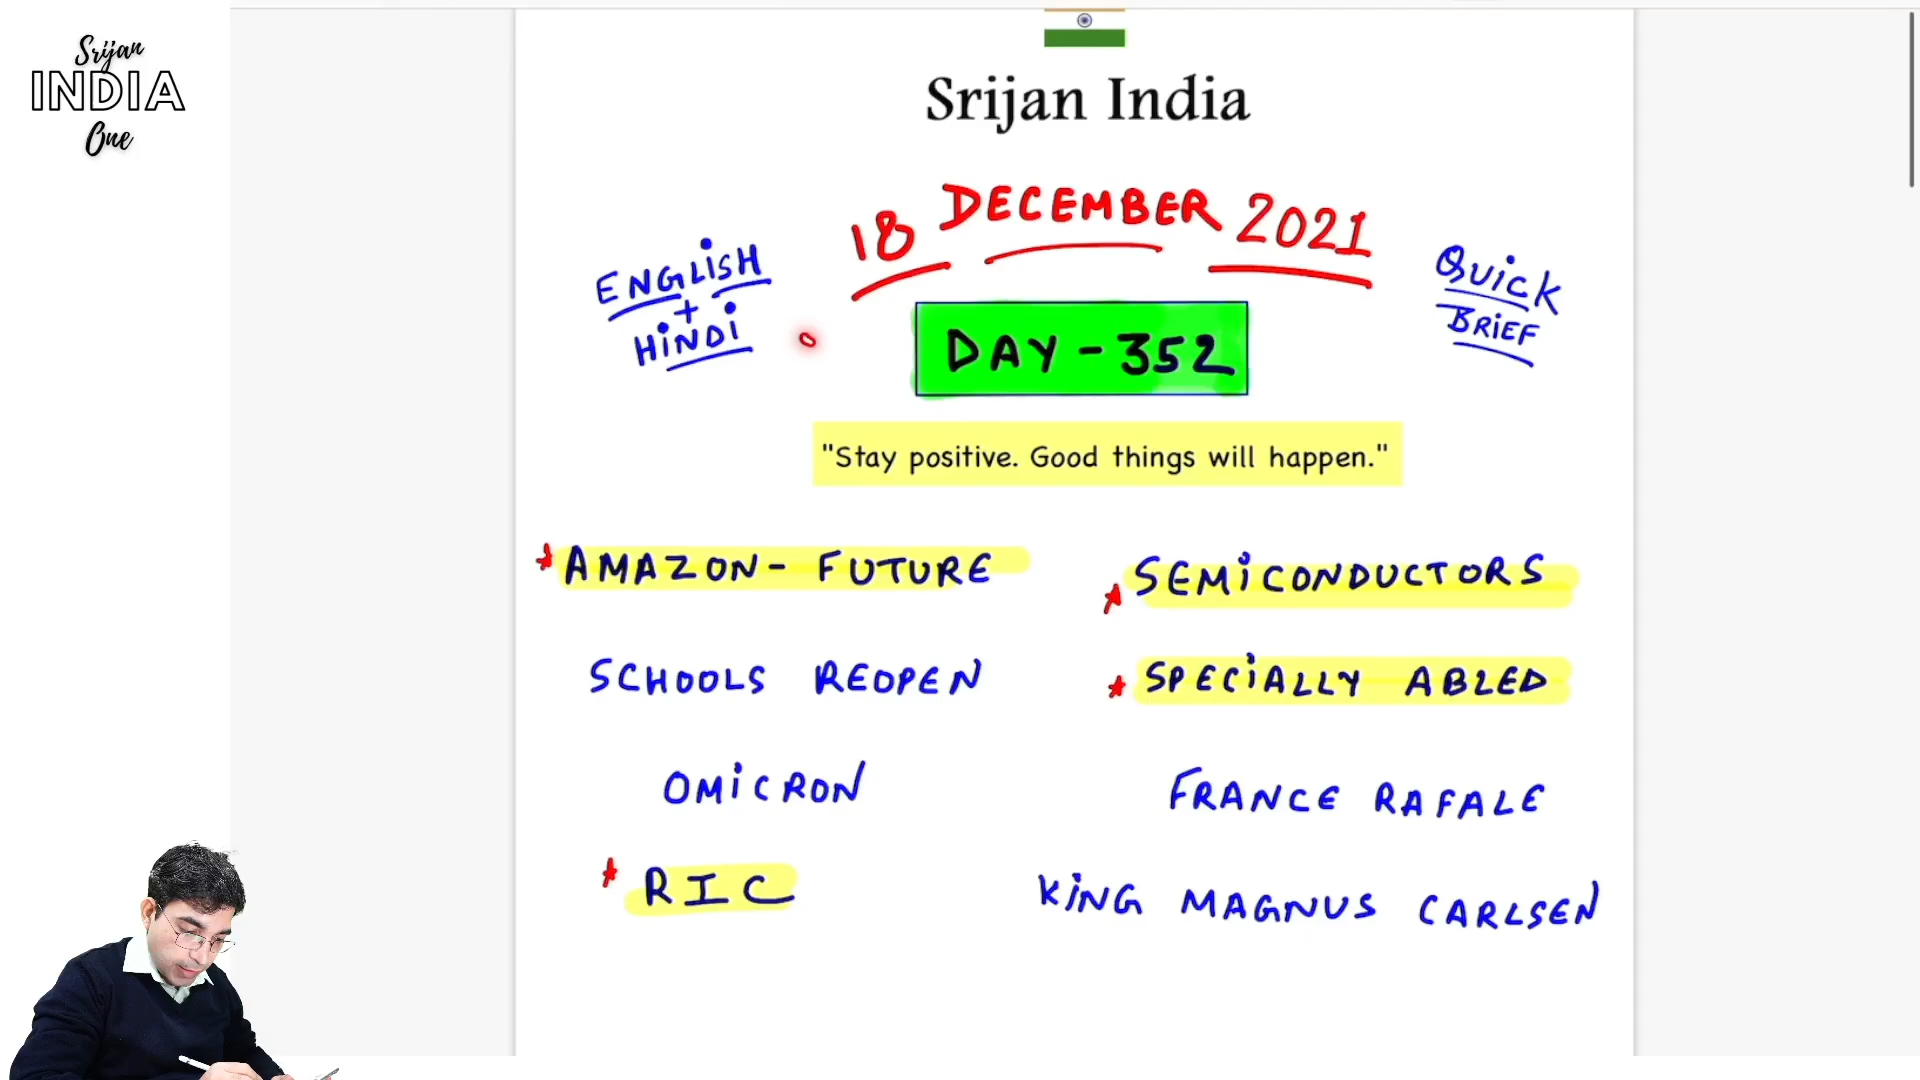 Srijan
INDIA
One
Srijan India
18 DECEMBER 2021
ENGLISH
+
HINDI
QUICK
BRIEF
DAY - 352
"Stay positive. Good things will happen."
AMAZON - FUTURE
SEMICONDUCTORS
SCHOOLS REOPEN
SPECIALLY ABLED
OMICRON
FRANCE RAFALE
RIC
KING MAGNUS CARLSEN